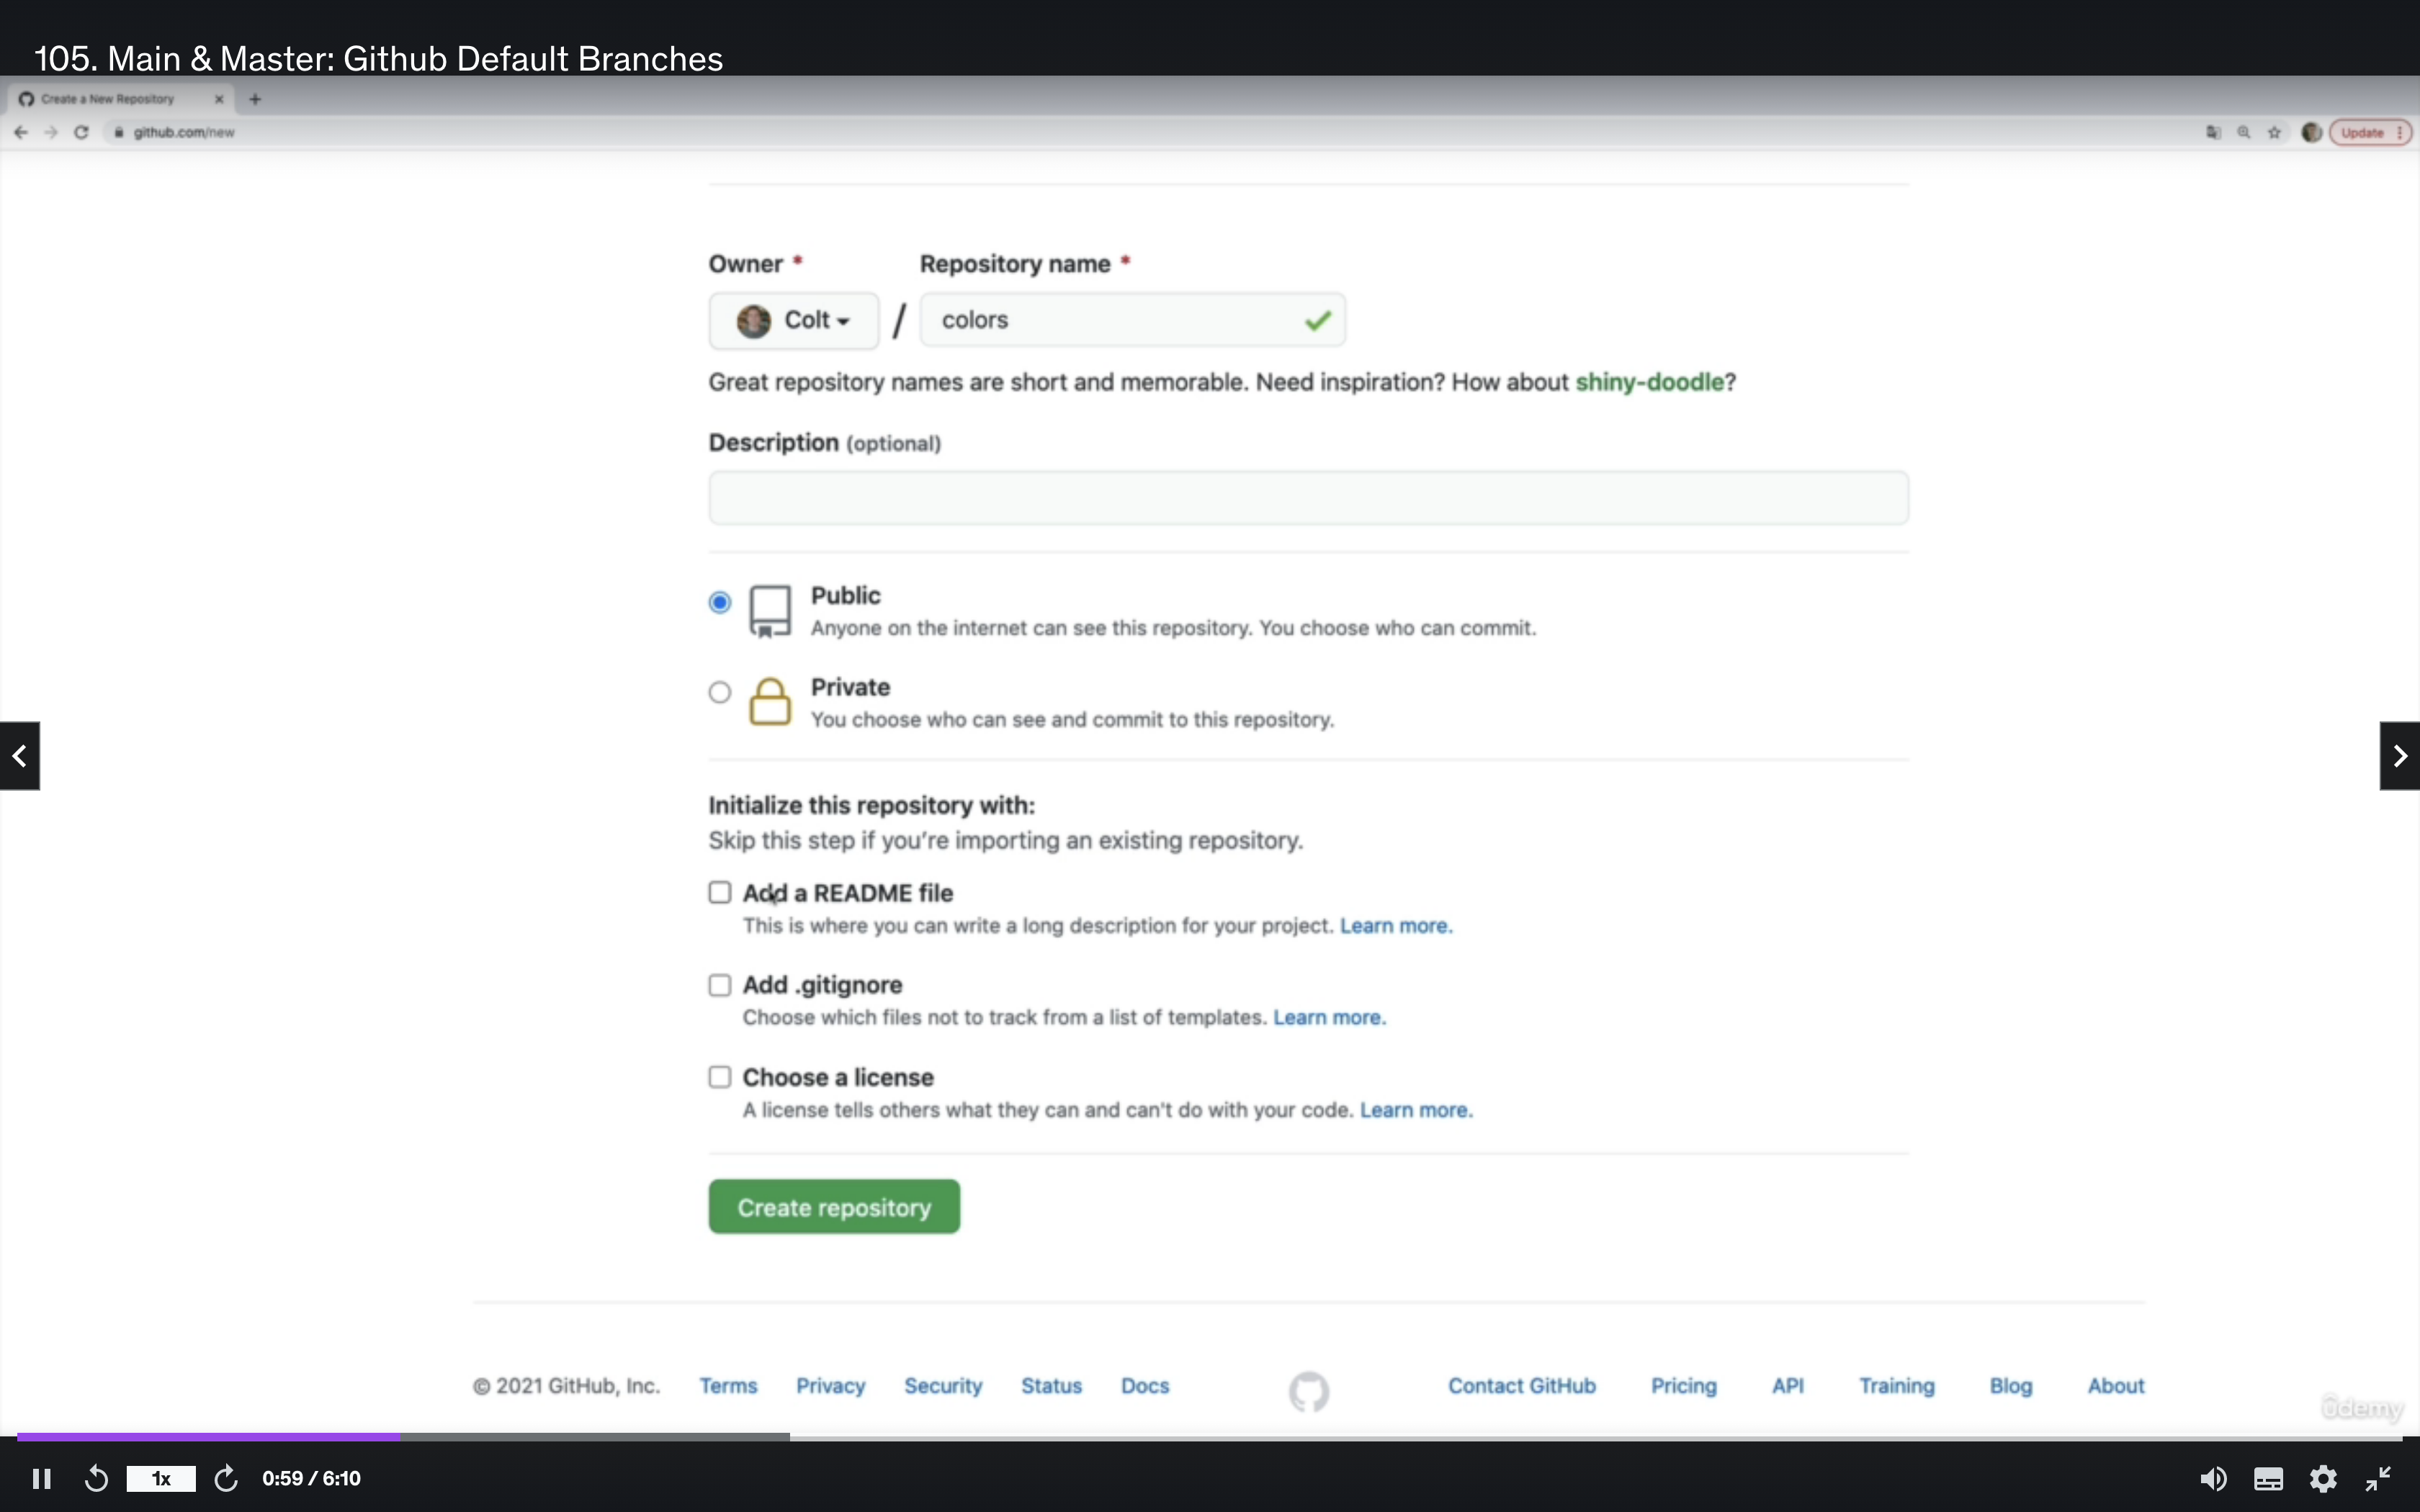 105. Main & Master: Github Default Branches
Create a New Repository
github.com/new
Update
Owner * Repository name *
Colt / colors
Great repository names are short and memorable. Need inspiration? How about shiny-doodle?
Description (optional)
Public
Anyone on the internet can see this repository. You choose who can commit.
Private
You choose who can see and commit to this repository.
Initialize this repository with:
Skip this step if you're importing an existing repository.
Add a README file
This is where you can write a long description for your project. Learn more.
Add .gitignore
Choose which files not to track from a list of templates. Learn more.
Choose a license
A license tells others what they can and can't do with your code. Learn more.
Create repository
© 2021 GitHub, Inc. Terms Privacy Security Status Docs Contact GitHub Pricing API Training Blog About
ûdemy
1x 0:59 / 6:10